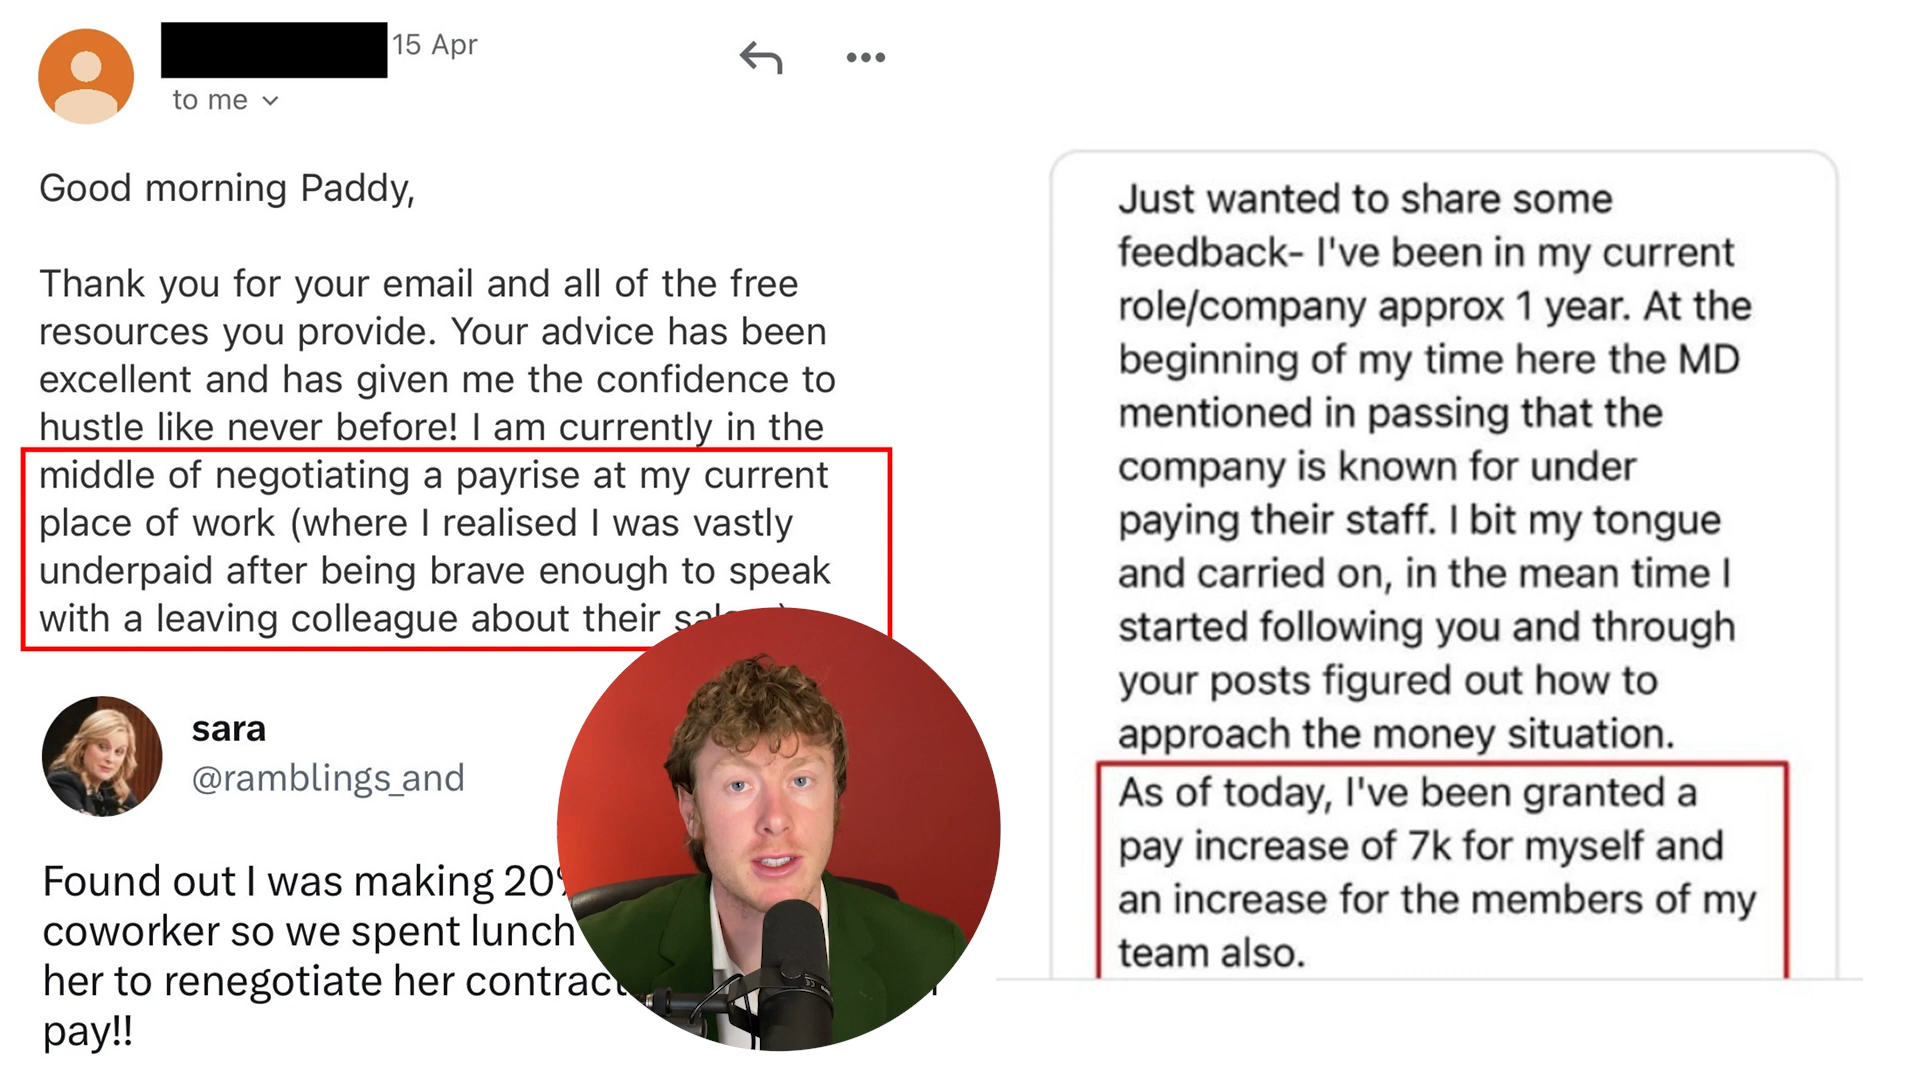 15 Apr
to me
Good morning Paddy,
Thank you for your email and all of the free
resources you provide. Your advice has been
excellent and has given me the confidence to
hustle like never before! I am currently in the
middle of negotiating a payrise at my current
place of work (where I realised I was vastly
underpaid after being brave enough to speak
with a leaving colleague about their
sara
@ramblings_and
Found out I was making
coworker so we spent lunch
her to renegotiate her contract
pay!!
Just wanted to share some
feedback- I've been in my current
role/company approx 1 year. At the
beginning of my time here the MD
mentioned in passing that the
company is known for under
paying their staff. I bit my tongue
and carried on, in the mean time I
started following you and through
your posts figured out how to
approach the money situation.
As of today, I've been granted a
pay increase of 7k for myself and
an increase for the members of my
team also.